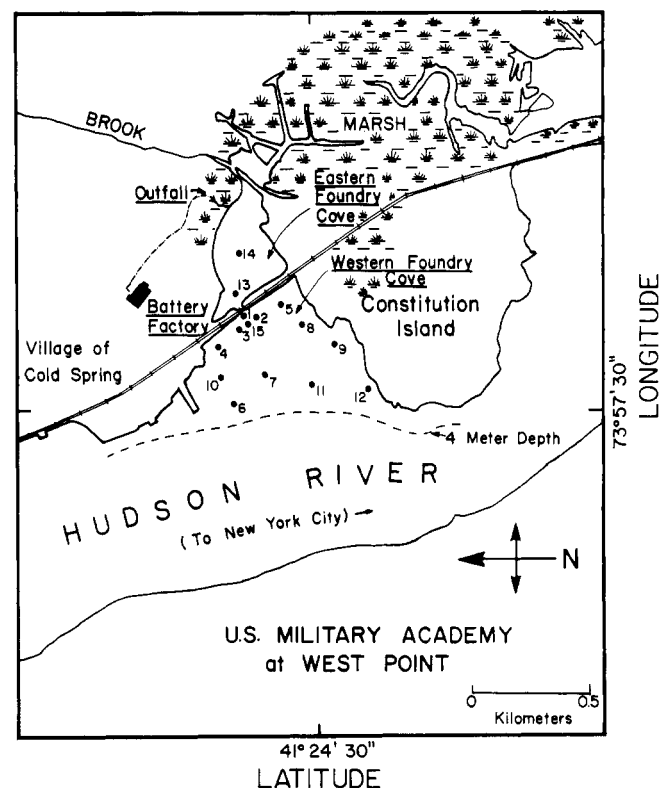 BROOK
MARSH
Outfall
Eastern
Foundry
Cove
14
Western Foundry
Cove
13
Battery
Factory
1
2
3
15
5
8
Constitution
Island
Village of
Cold Spring
4
9
10
7
11
12
6
4 Meter Depth
HUDSON RIVER
(To New York City)
N
U.S. MILITARY ACADEMY
at WEST POINT
0 0.5
Kilometers
41° 24' 30"
LATITUDE
LONGITUDE
73° 57' 30"